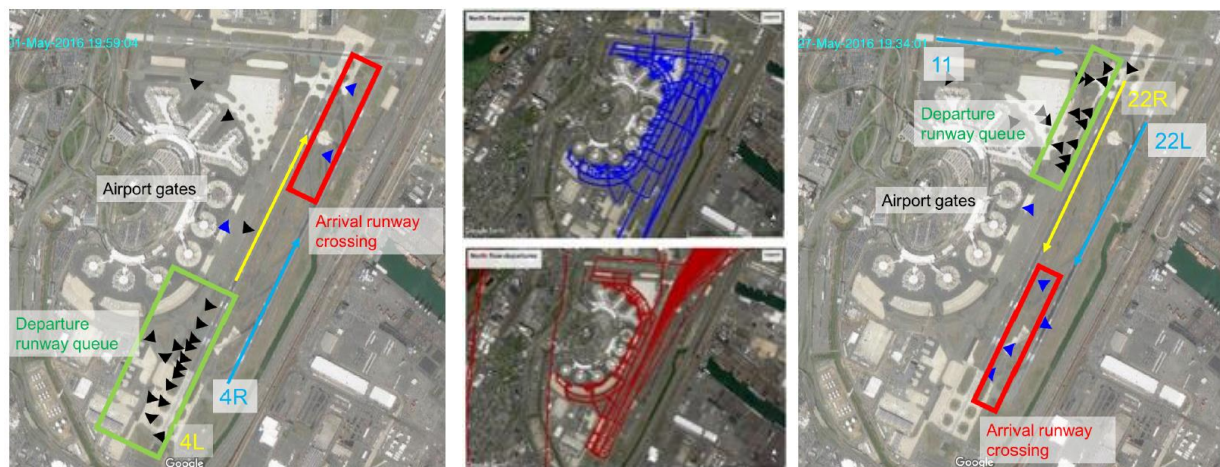 01-May-2016 19:59:04
Airport gates
Arrival runway
crossing
Departure
runway queue
4R
4L
Google
North flow arrivals
North flow departures
27-May-2016 19:34:01
11
22R
Departure
runway queue
22L
Airport gates
Arrival runway
crossing
Google